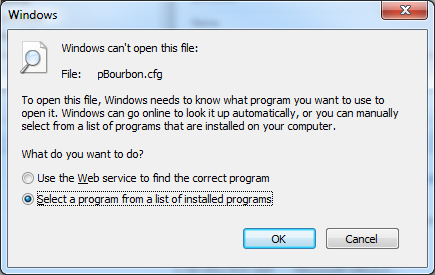 Windows
Windows can't open this file:
File: pBourbon.cfg
To open this file, Windows needs to know what program you want to use to
open it. Windows can go online to look it up automatically, or you can manually
select from a list of programs that are installed on your computer.
What do you want to do?
Use the Web service to find the correct program
Select a program from a list of installed programs
OK Cancel